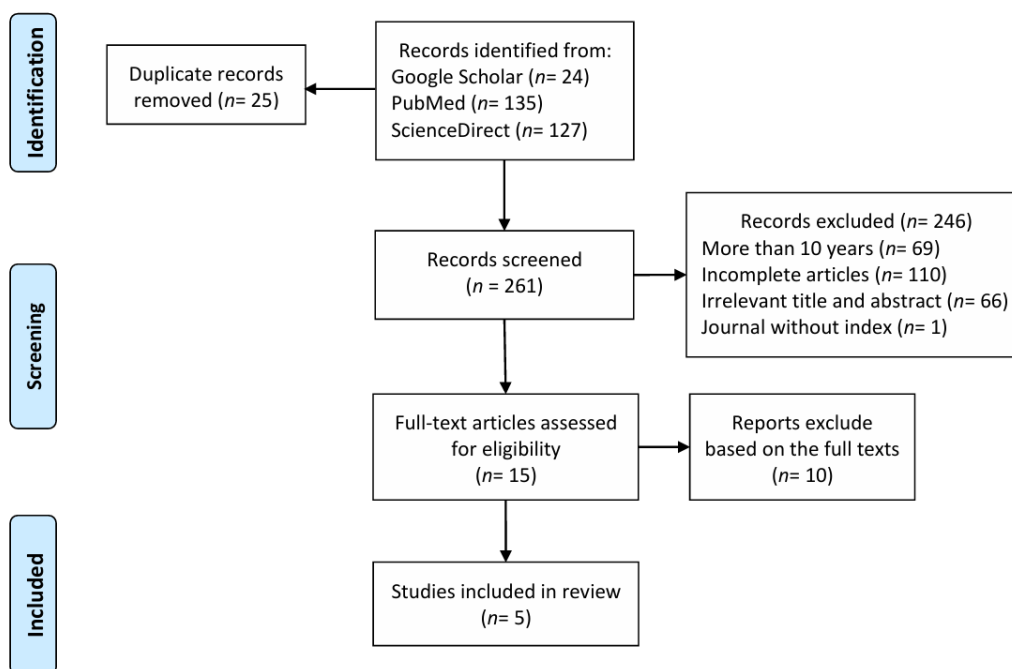 Identification
Duplicate records
removed (n= 25)
Records identified from:
Google Scholar (n= 24)
PubMed (n= 135)
ScienceDirect (n= 127)
Screening
Records screened
(n = 261)
Records excluded (n= 246)
More than 10 years (n= 69)
Incomplete articles (n= 110)
Irrelevant title and abstract (n= 66)
Journal without index (n= 1)
Full-text articles assessed
for eligibility
(n= 15)
Reports exclude
based on the full texts
(n= 10)
Included
Studies included in review
(n= 5)